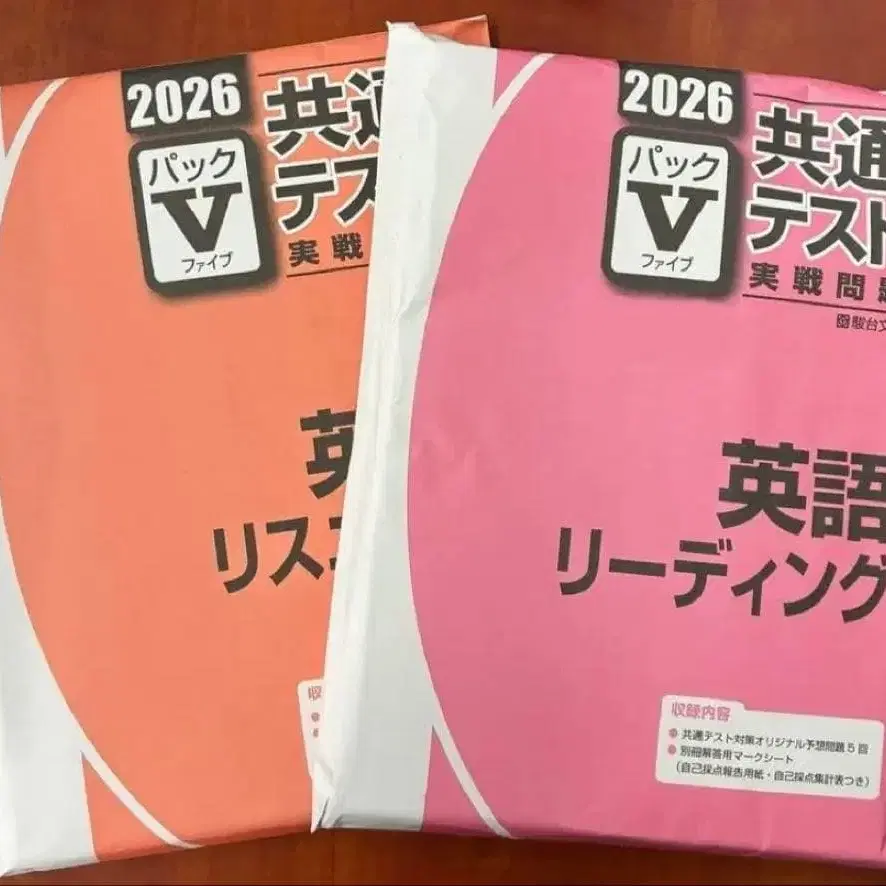 2026
パック
V
ファイブ
共通
テス
実戦
英
リスニ
収
2026
パック
V
ファイブ
共通
テスト
実戦問題
駿台文
英語
リーディング
収録内容
● 共通テスト対策オリジナル予想問題5回
● 別冊解答用マークシート
（自己採点報告用紙・自己採点集計表つき）